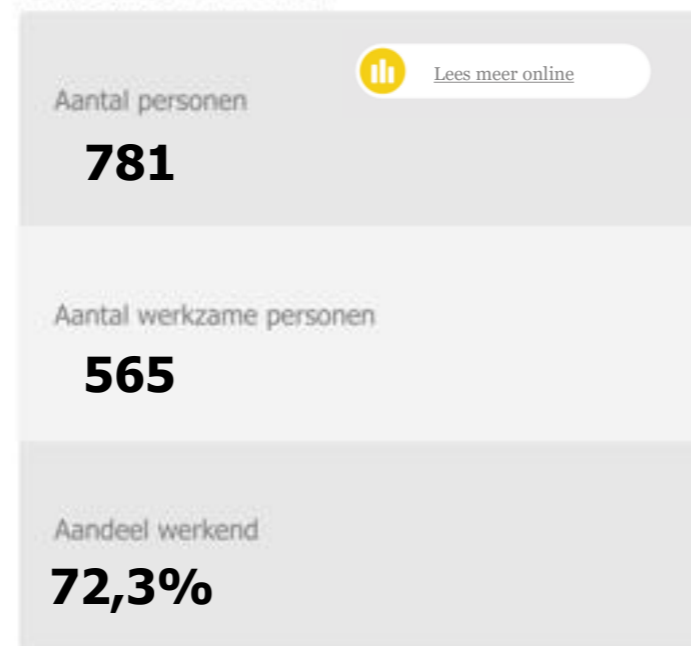 Lees meer online
Aantal personen
781
Aantal werkzame personen
565
Aandeel werkend
72,3%